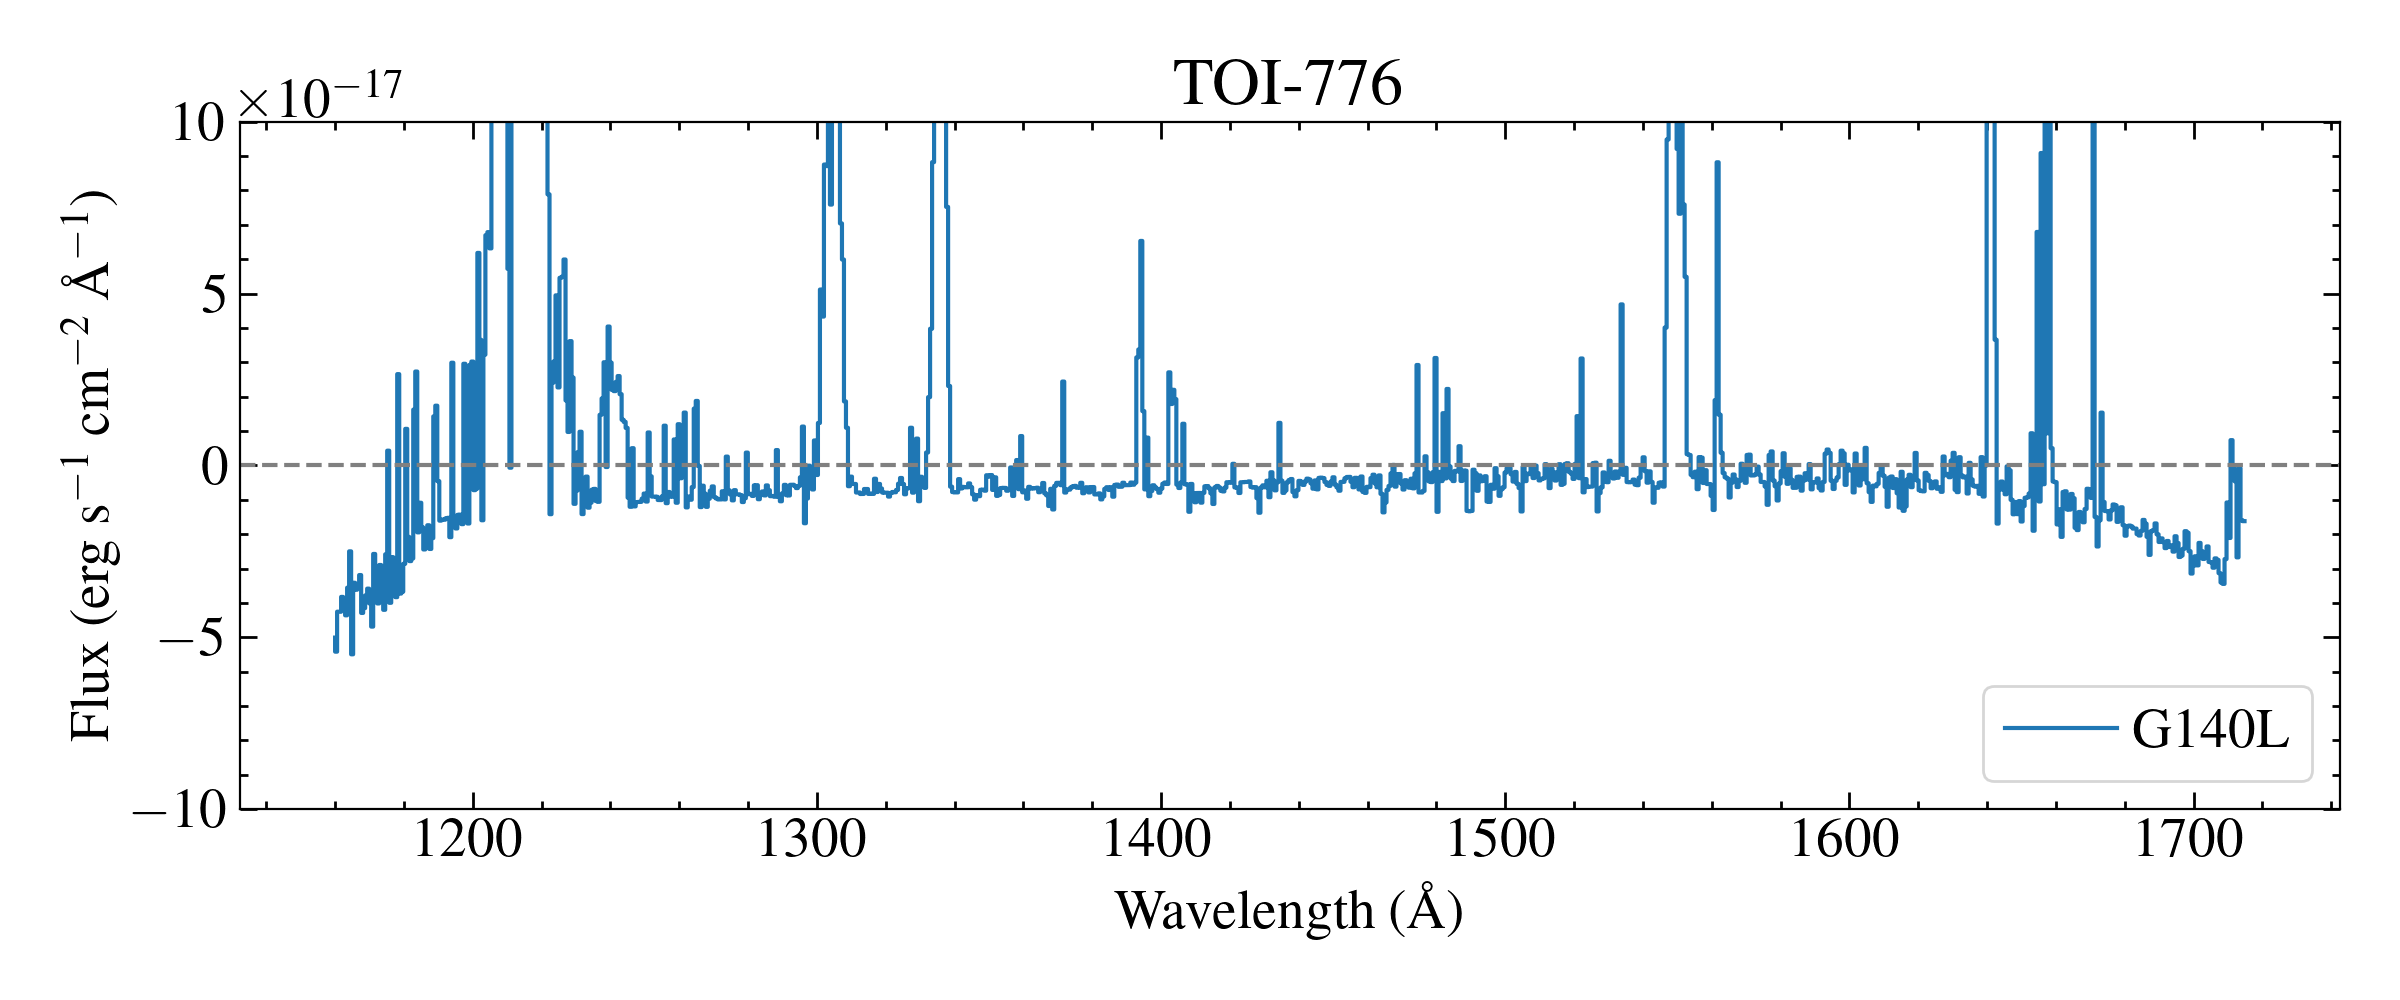 TOI-776
×10⁻¹⁷
10
5
0
−5
−10
Flux (erg s⁻¹ cm⁻² Å⁻¹)
G140L
1200 1300 1400 1500 1600 1700
Wavelength (Å)